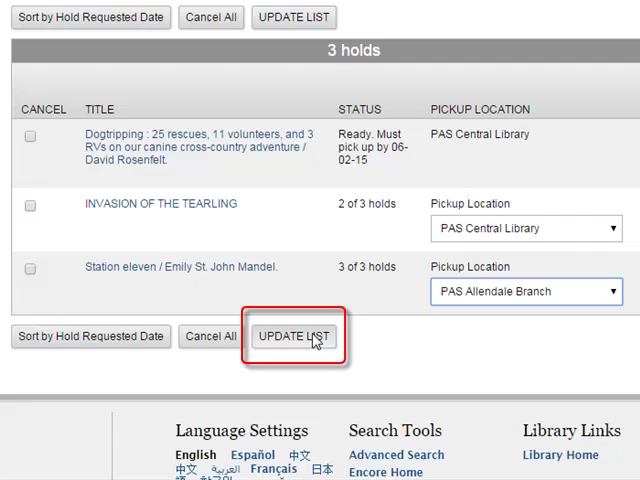 Sort by Hold Requested Date Cancel All UPDATE LIST
3 holds
CANCEL TITLE STATUS PICKUP LOCATION
Dogtripping : 25 rescues, 11 volunteers, and 3
RVs on our canine cross-country adventure /
David Rosenfelt.
Ready. Must
pick up by 06-
02-15
PAS Central Library
INVASION OF THE TEARLING
2 of 3 holds
Pickup Location
PAS Central Library
Station eleven / Emily St. John Mandel.
3 of 3 holds
Pickup Location
PAS Allendale Branch
Sort by Hold Requested Date Cancel All UPDATE LIST
Language Settings
English Español 中文
中文 العربية Français 日本
Search Tools
Advanced Search
Encore Home
Library Links
Library Home